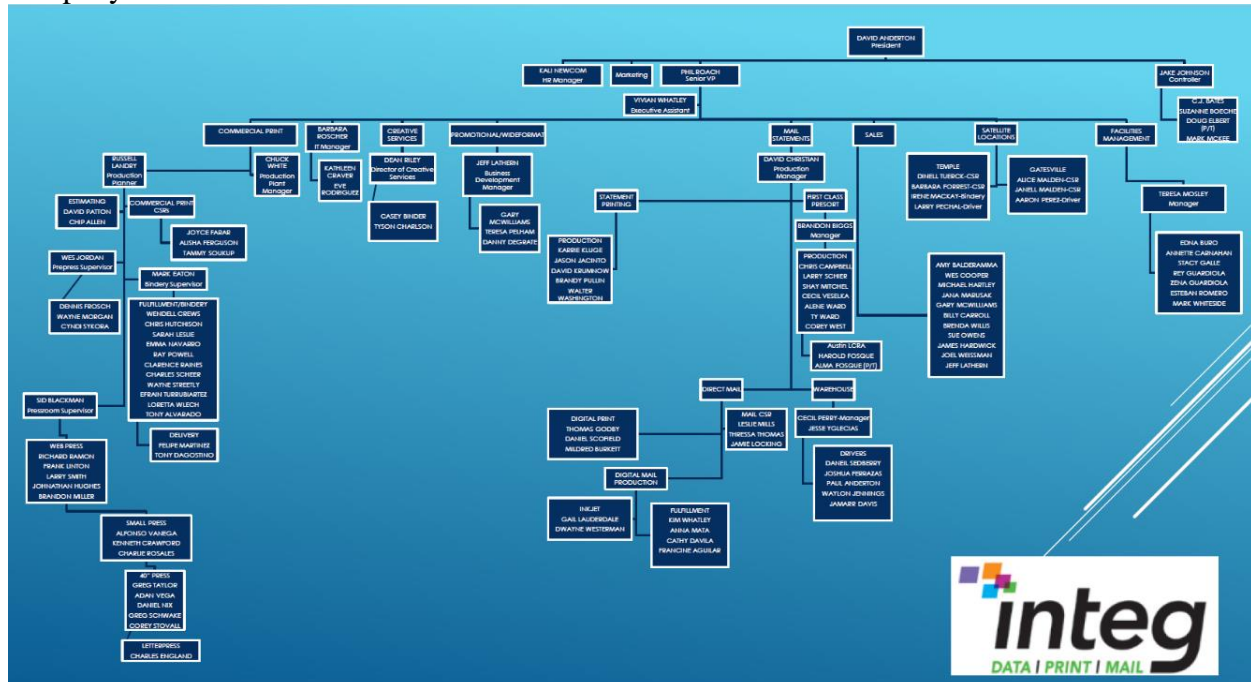 DAVID ANDERTON
President
KALI NEWCOM
HR Manager
Marketing
PHIL ROACH
Senior VP
JAKE JOHNSON
Controller
VIVIAN WHATLEY
Executive Assistant
C.J. BATES
SUZANNE BOECHE
DOUG ELBERT
(P/T)
MARK MCKEE
COMMERCIAL PRINT
BARBARA
ROSCHER
IT Manager
CREATIVE
SERVICES
PROMOTIONAL/WIDEFORMAT
MAIL
STATEMENTS
SALES
SATELLITE
LOCATIONS
FACILITIES
MANAGEMENT
RUSSELL
LANDRY
Production
Planner
CHUCK
WHITE
Production
Plant
Manager
KATHLEEN
CRAVER
EVE
RODRIGUEZ
DEAN RILEY
Director of Creative
Services
CASEY BINDER
TYSON CHARLSON
JEFF LATHERN
Business
Development
Manager
GARY
MCWILLIAMS
TERESA PELHAM
DANNY DEGRATE
DAVID CHRISTIAN
Production
Manager
TEMPLE
DINELL TUERCK-CSR
BARBARA FORREST-CSR
IRENE MACKAY-Bindery
LARRY PECHAL-Driver
GATESVILLE
ALICE MALDEN-CSR
JANELL MALDEN-CSR
AARON PEREZ-Driver
TERESA MOSLEY
Manager
ESTIMATING
DAVID PATTON
CHIP ALLEN
COMMERCIAL PRINT
CSRs
JOYCE FARAR
ALISHA FERGUSON
TAMMY SOUKUP
STATEMENT
PRINTING
FIRST CLASS
PRESORT
BRANDON BIGGS
Manager
PRODUCTION
KARRIE KLUGE
JASON JACINTO
DAVID KRUMNOW
BRANDY PULLIN
WALTER
WASHINGTON
PRODUCTION
CHRIS CAMPBELL
LARRY SCHIER
SHAY MITCHEL
CECIL VESELKA
ALENE WARD
TY WARD
COREY WEST
Austin LCRA
HAROLD FOSQUE
ALMA FOSQUE (P/T)
AMY BALDERAMMA
WES COOPER
MICHAEL HARTLEY
JANA MARUSAK
GARY MCWILLIAMS
BILLY CARROLL
BRENDA WILLIS
SUE OWENS
JAMES HARDWICK
JOEL WEISSMAN
JEFF LATHERN
EDNA BURO
ANNETTE CARNAHAN
STACY GALLE
REY GUARDIOLA
ZENA GUARDIOLA
ESTEBAN ROMERO
MARK WHITESIDE
WES JORDAN
Prepress Supervisor
MARK EATON
Bindery Supervisor
DENNIS FROSCH
WAYNE MORGAN
CYNDI SYKORA
FULFILLMENT/BINDERY
WENDELL CREWS
CHRIS HUTCHISON
SARAH LESLIE
EMMA NAVARRO
RAY POWELL
CLARENCE RAINES
CHARLES SCHEER
WAYNE STREETLY
EFRAIN TURRUBIARTEZ
LORETTA WLECH
TONY ALVARADO
DELIVERY
FELIPE MARTINEZ
TONY DAGOSTINO
SID BLACKMAN
Pressroom Supervisor
WEB PRESS
RICHARD RAMON
FRANK LINTON
LARRY SMITH
JOHNATHAN HUGHES
BRANDON MILLER
SMALL PRESS
ALFONSO VANEGA
KENNETH CRAWFORD
CHARLIE ROSALES
40" PRESS
GREG TAYLOR
ADAN VEGA
DANIEL NIX
GREG SCHWAKE
COREY STOVALL
LETTERPRESS
CHARLES ENGLAND
DIRECT MAIL
WAREHOUSE
DIGITAL PRINT
THOMAS GODBY
DANIEL SCOFIELD
MILDRED BURKETT
MAIL CSR
LESLIE MILLS
THRESSA THOMAS
JAMIE LOCKING
CECIL PERRY-Manager
JESSE YGLECIAS
DIGITAL MAIL
PRODUCTION
INKJET
GAIL LAUDERDALE
DWAYNE WESTERMAN
FULFILLMENT
KIM WHATLEY
ANNA MATA
CATHY DAVILA
FRANCINE AGUILAR
DRIVERS
DANEIL SEDBERRY
JOSHUA FERRAZAS
PAUL ANDERTON
WAYLON JENNINGS
JAMARR DAVIS
integ
DATA | PRINT | MAIL